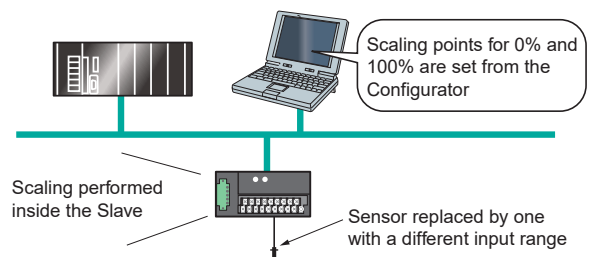 Scaling points for 0% and
100% are set from the
Configurator
Scaling performed
inside the Slave
Sensor replaced by one
with a different input range